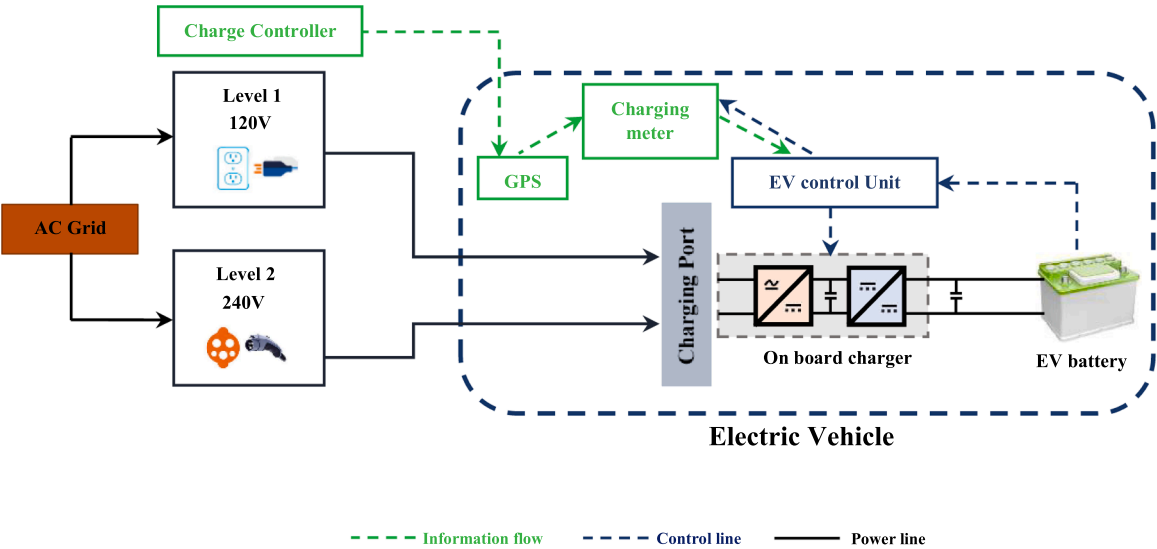 Charge Controller
Level 1
120V
Charging
meter
GPS
EV control Unit
AC Grid
Level 2
240V
Charging Port
On board charger
EV battery
Electric Vehicle
Information flow
Control line
Power line